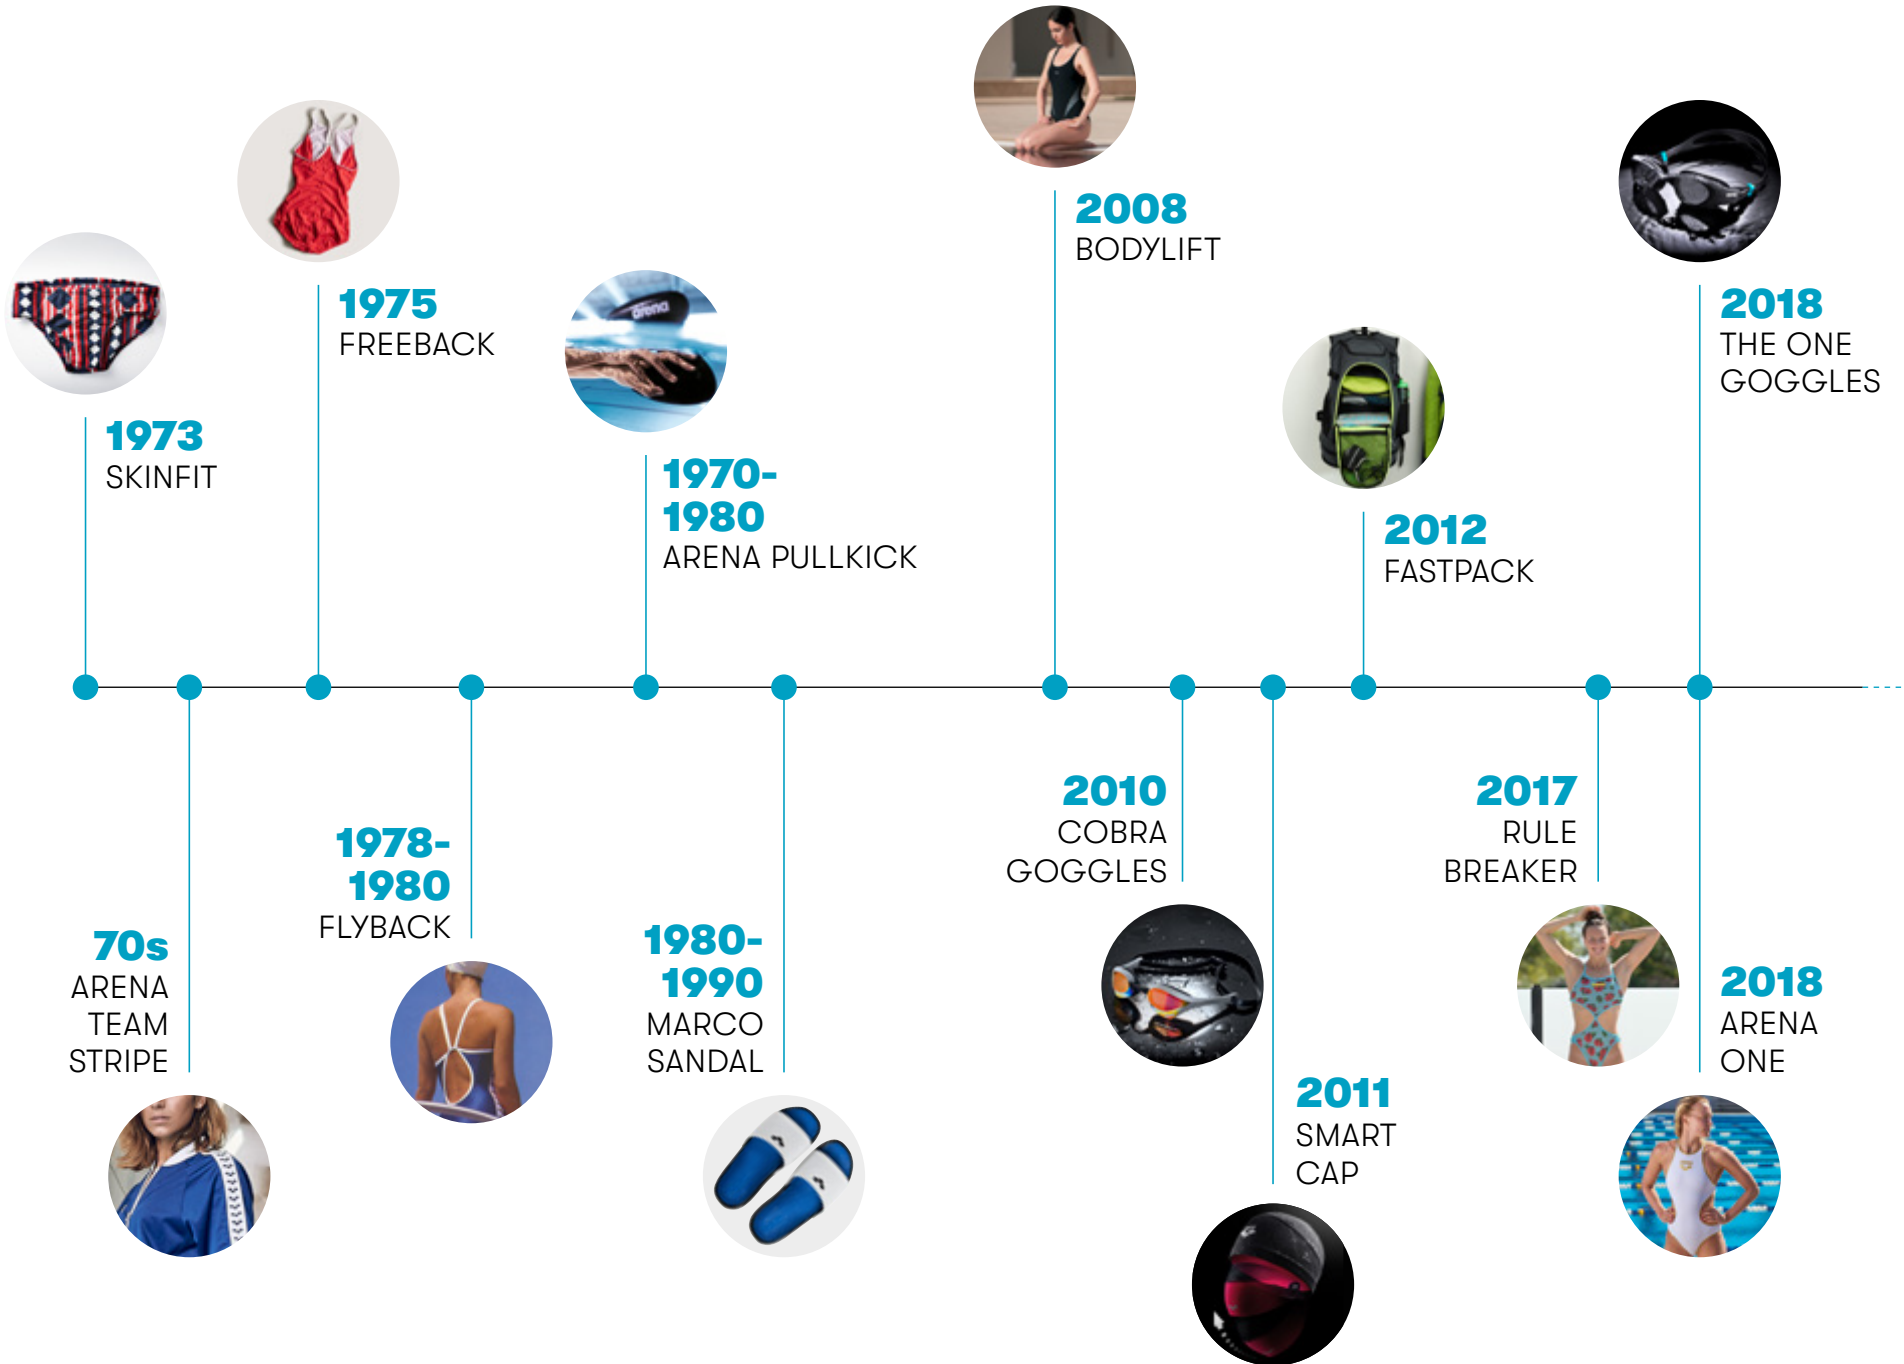 1973
SKINFIT
70s
ARENA
TEAM
STRIPE
1975
FREEBACK
1978-
1980
FLYBACK
arena
1970-
1980
ARENA PULLKICK
1980-
1990
MARCO
SANDAL
2008
BODYLIFT
2010
COBRA
GOGGLES
2011
SMART
CAP
2012
FASTPACK
2017
RULE
BREAKER
2018
THE ONE
GOGGLES
2018
ARENA
ONE